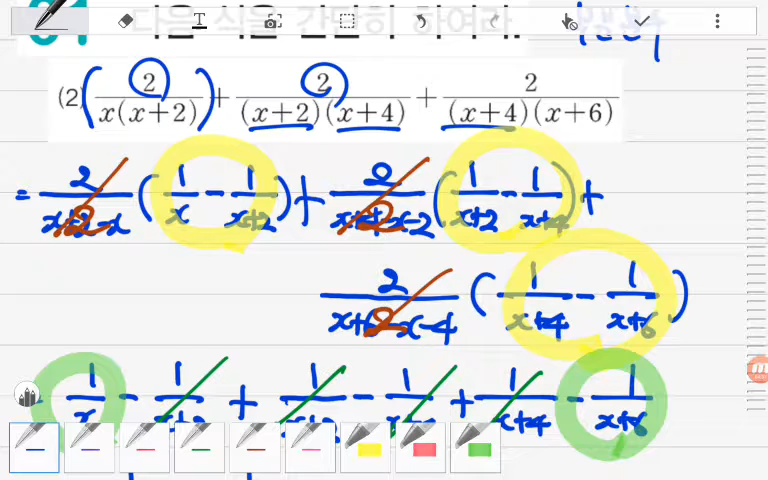 다음 식을 간단히 하여라.
(2) ( 2/x(x+2) ) + 2/(x+2)(x+4) + 2/(x+4)(x+6)
= 2/(x+2-x) ( 1/x - 1/(x+2) ) + 2/(x+4-x-2) ( 1/(x+2) - 1/(x+4) ) +
2/(x+6-x-4) ( 1/(x+4) - 1/(x+6) )
1/x - 1/(x+2) + 1/(x+2) - 1/(x+4) + 1/(x+4) - 1/(x+6)